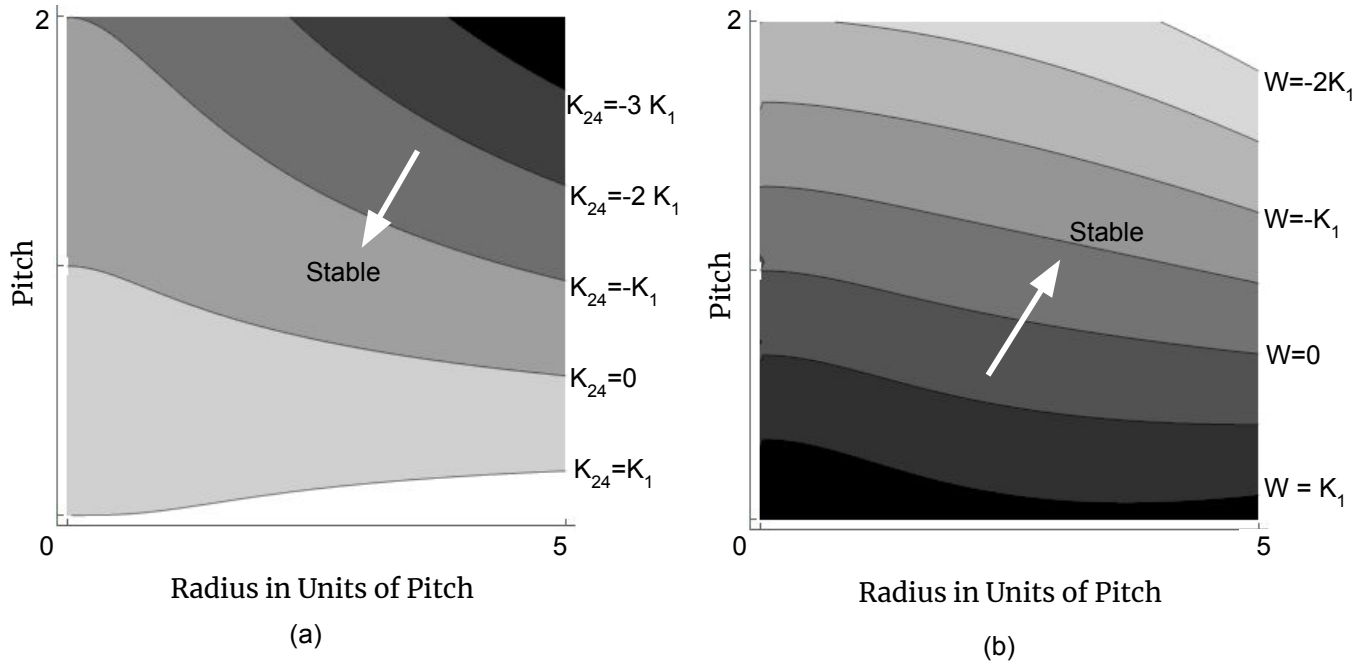 2
K₂₄=-3 K₁
K₂₄=-2 K₁
Stable
K₂₄=-K₁
K₂₄=0
K₂₄=K₁
Pitch
0
5
Radius in Units of Pitch
(a)
2
W=-2K₁
W=-K₁
Stable
W=0
W = K₁
Pitch
0
5
Radius in Units of Pitch
(b)